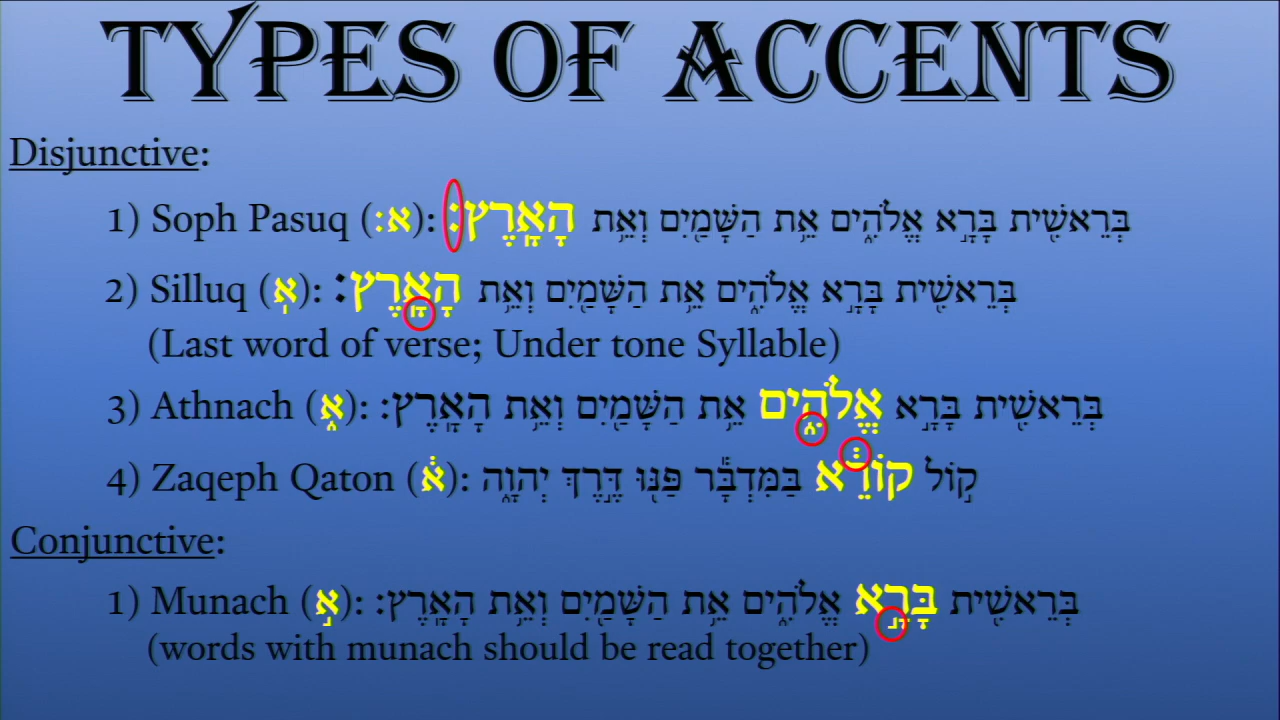 TYPES OF ACCENTS
Disjunctive:
1) Soph Pasuq (א׃): בְּרֵאשִׁ֖ית בָּרָ֣א אֱלֹהִ֑ים אֵ֥ת הַשָּׁמַ֖יִם וְאֵ֥ת הָאָֽרֶץ׃
2) Silluq (אֽ): בְּרֵאשִׁ֖ית בָּרָ֣א אֱלֹהִ֑ים אֵ֥ת הַשָּׁמַ֖יִם וְאֵ֥ת הָאָֽרֶץ׃
(Last word of verse; Under tone Syllable)
3) Athnach (א֑): בְּרֵאשִׁ֖ית בָּרָ֣א אֱלֹהִ֑ים אֵ֥ת הַשָּׁמַ֖יִם וְאֵ֥ת הָאָֽרֶץ׃
4) Zaqeph Qaton (א֔): ק֣וֹל קוֹרֵ֔א בַּמִּדְבָּ֕ר פַּנּ֖וּ דֶּ֣רֶךְ יְהוָ֑ה
Conjunctive:
1) Munach (א֣): בְּרֵאשִׁ֖ית בָּרָ֣א אֱלֹהִ֑ים אֵ֥ת הַשָּׁמַ֖יִם וְאֵ֥ת הָאָֽרֶץ׃
(words with munach should be read together)